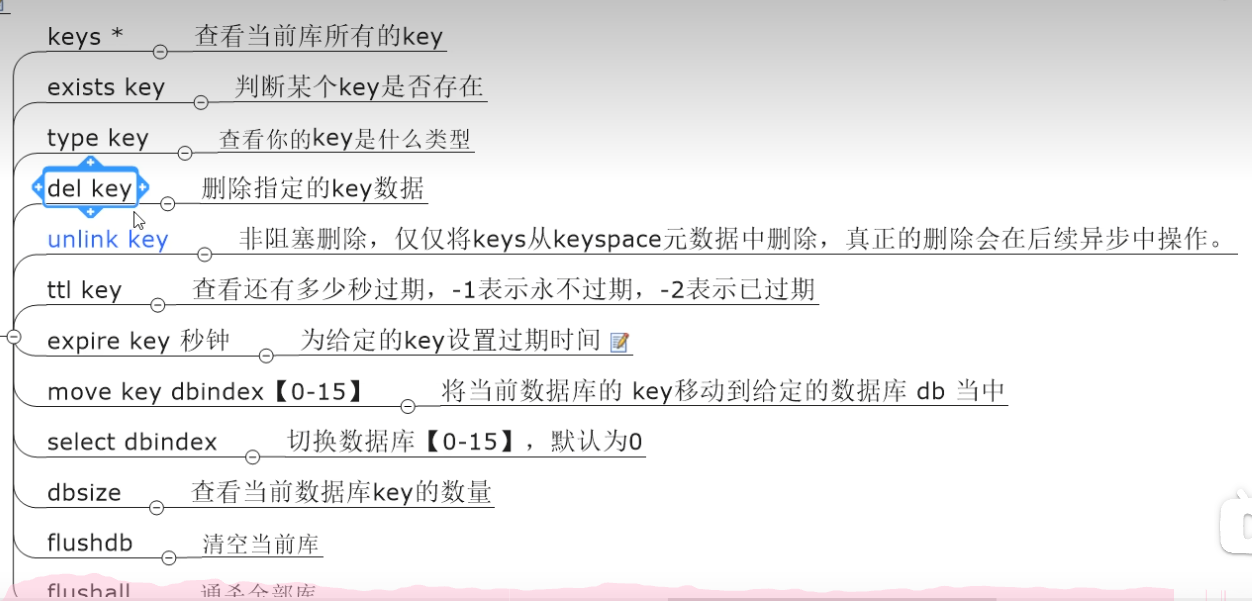 keys * 查看当前库所有的key
exists key 判断某个key是否存在
type key 查看你的key是什么类型
del key 删除指定的key数据
unlink key 非阻塞删除，仅仅将keys从keyspace元数据中删除，真正的删除会在后续异步中操作。
ttl key 查看还有多少秒过期，-1表示永不过期，-2表示已过期
expire key 秒钟 为给定的key设置过期时间
move key dbindex【0-15】 将当前数据库的 key移动到给定的数据库 db 当中
select dbindex 切换数据库【0-15】，默认为0
dbsize 查看当前数据库key的数量
flushdb 清空当前库
flushall 通杀全部库